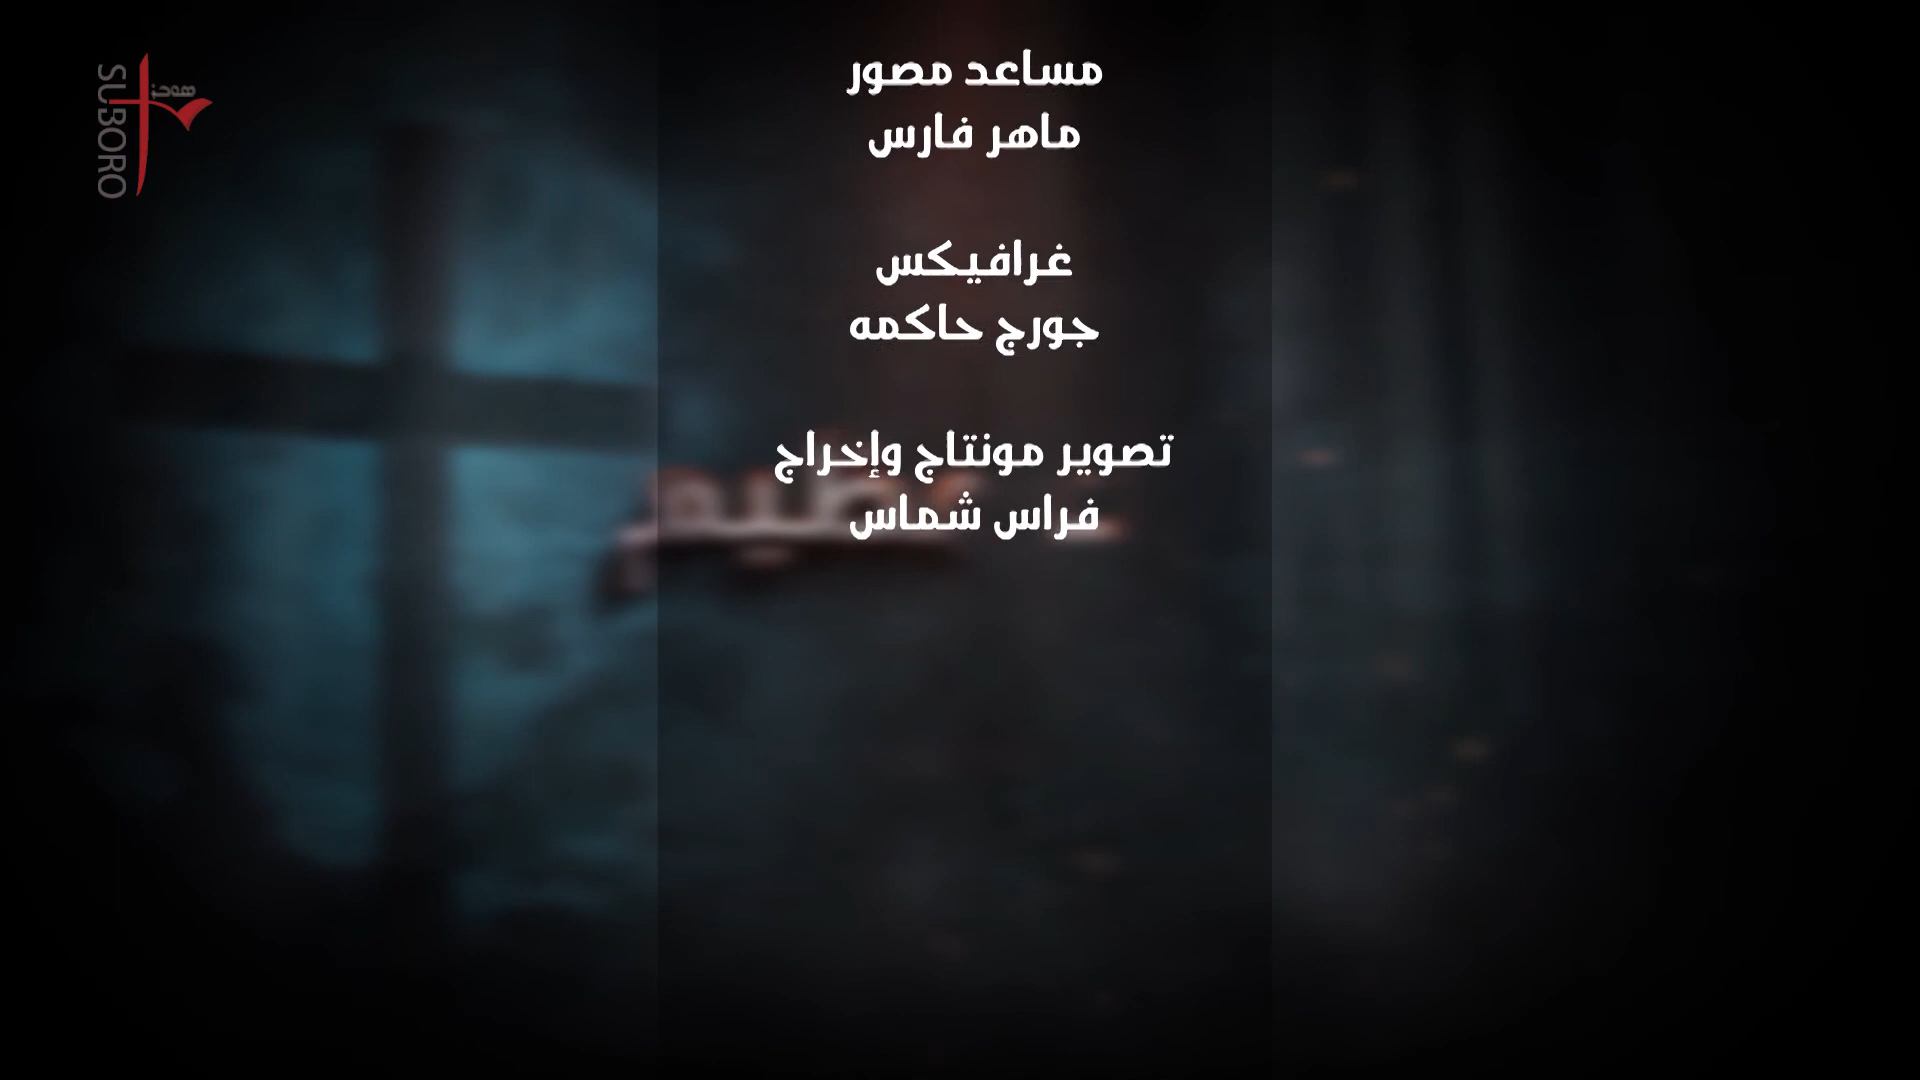 SUBORO
مساعد مصور
ماهر فارس
غرافيكس
جورج حاكمه
تصوير مونتاج وإخراج
فراس شماس